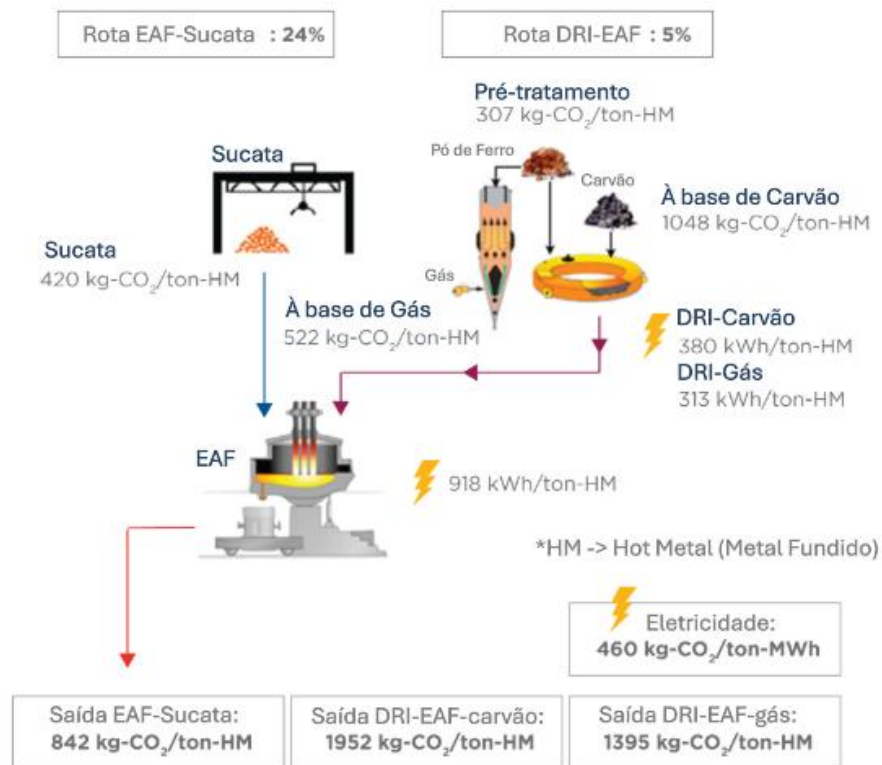 Rota EAF-Sucata : 24%
Rota DRI-EAF : 5%
Pré-tratamento
307 kg-CO₂/ton-HM
Pó de Ferro
Sucata
Carvão
À base de Carvão
1048 kg-CO₂/ton-HM
Sucata
420 kg-CO₂/ton-HM
Gás
À base de Gás
522 kg-CO₂/ton-HM
DRI-Carvão
380 kWh/ton-HM
DRI-Gás
313 kWh/ton-HM
EAF
918 kWh/ton-HM
*HM -> Hot Metal (Metal Fundido)
Eletricidade:
460 kg-CO₂/ton-MWh
Saída EAF-Sucata:
842 kg-CO₂/ton-HM
Saída DRI-EAF-carvão:
1952 kg-CO₂/ton-HM
Saída DRI-EAF-gás:
1395 kg-CO₂/ton-HM